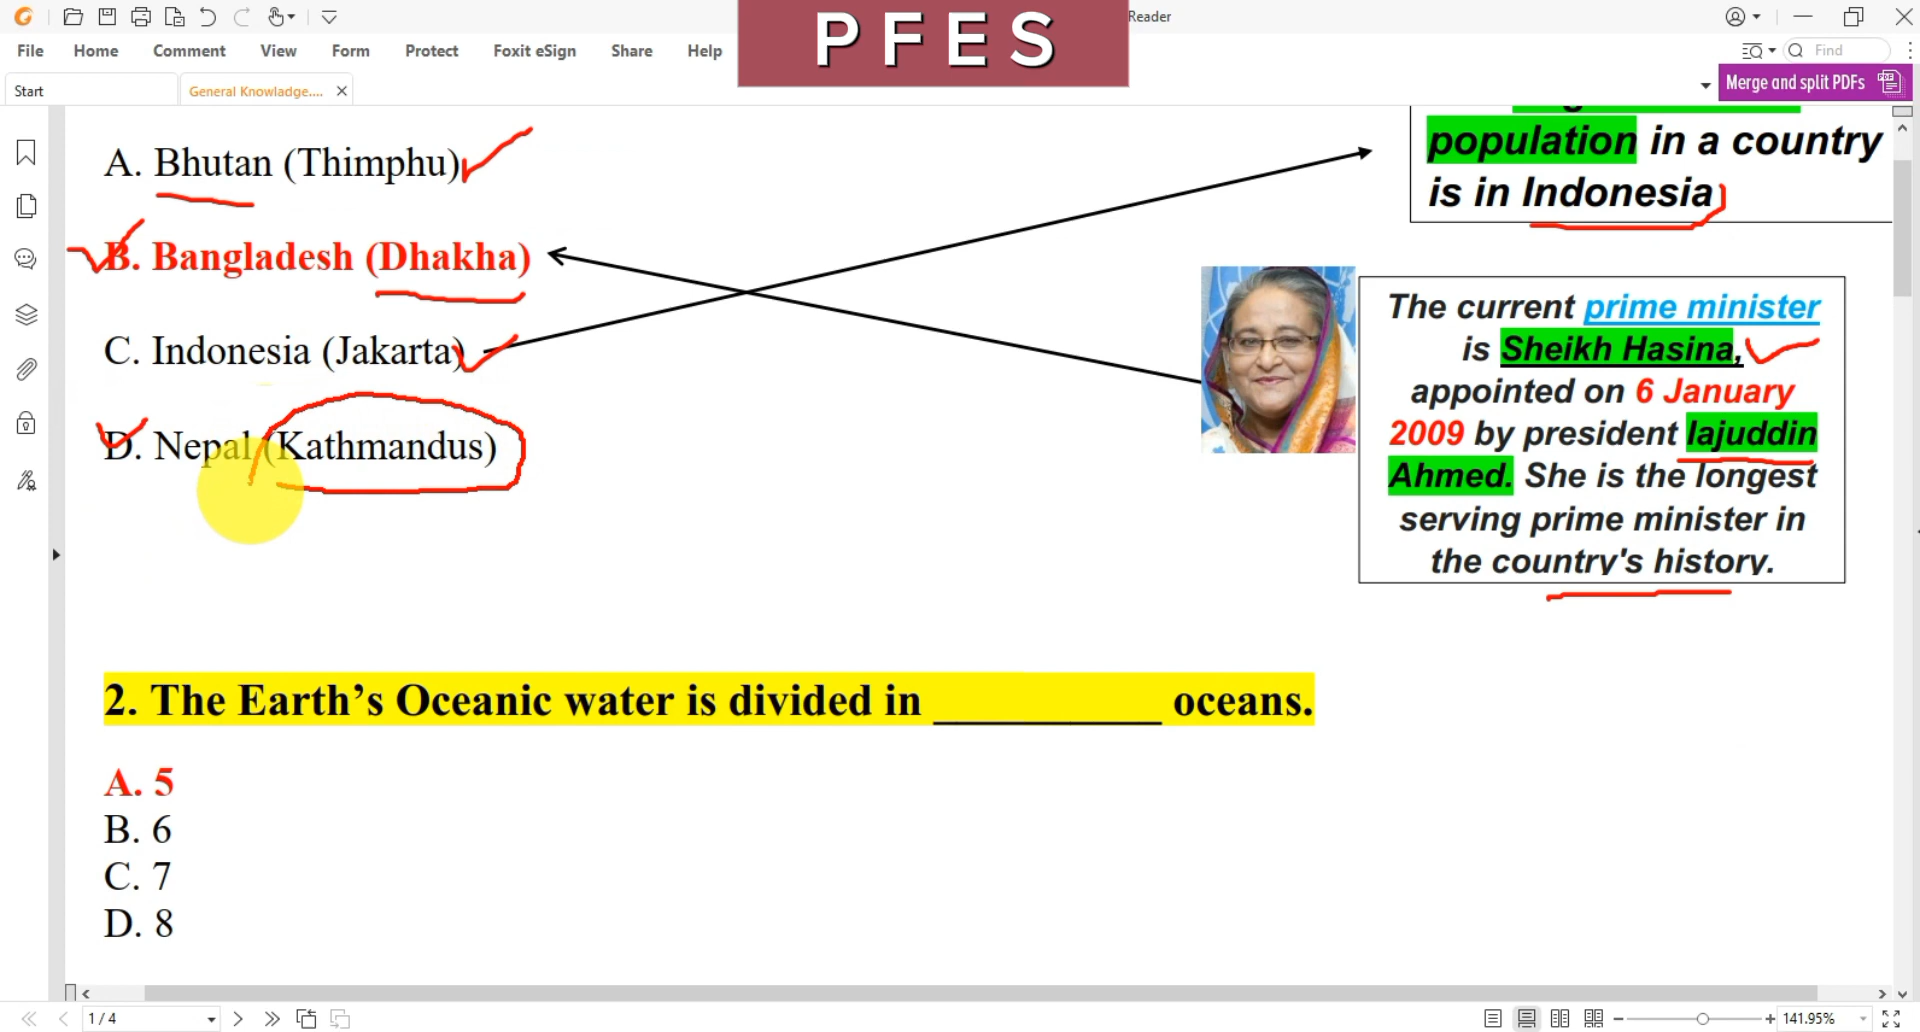 Reader
PFES
File Home Comment View Form Protect Foxit eSign Share Help
Find
Start
General Knowladge....
Merge and split PDFs
A. Bhutan (Thimphu)
population in a country
is in Indonesia
B. Bangladesh (Dhakha)
C. Indonesia (Jakarta)
D. Nepal (Kathmandus)
The current prime minister
is Sheikh Hasina,
appointed on 6 January
2009 by president Iajuddin
Ahmed. She is the longest
serving prime minister in
the country's history.
2. The Earth’s Oceanic water is divided in __________ oceans.
A. 5
B. 6
C. 7
D. 8
1 / 4
141.95%